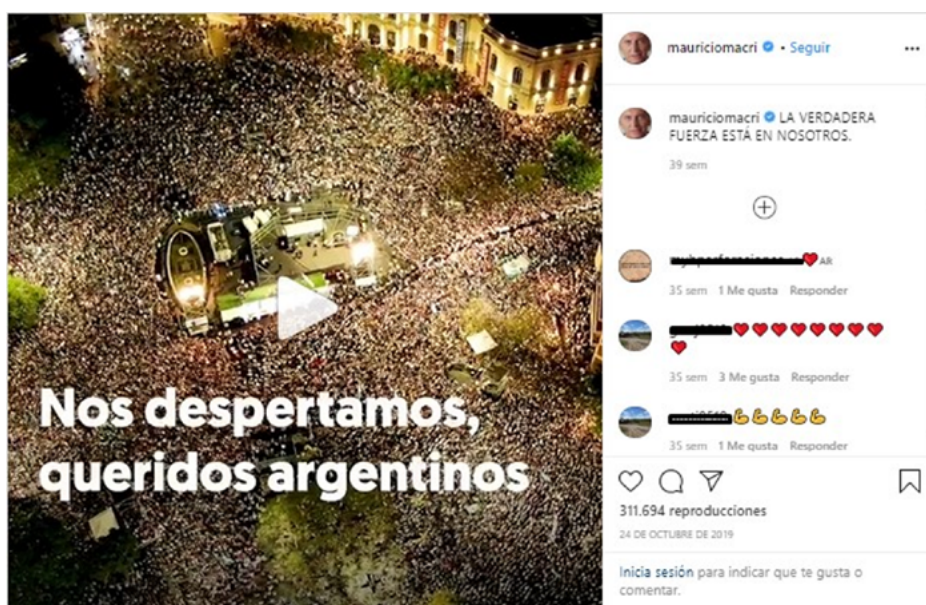 Nos despertamos,
queridos argentinos
mauriciomacri • Seguir
mauriciomacri LA VERDADERA
FUERZA ESTÁ EN NOSOTROS.
39 sem
AR
35 sem 1 Me gusta Responder
35 sem 3 Me gusta Responder
35 sem 1 Me gusta Responder
311.694 reproducciones
24 DE OCTUBRE DE 2019
Inicia sesión para indicar que te gusta o
comentar.